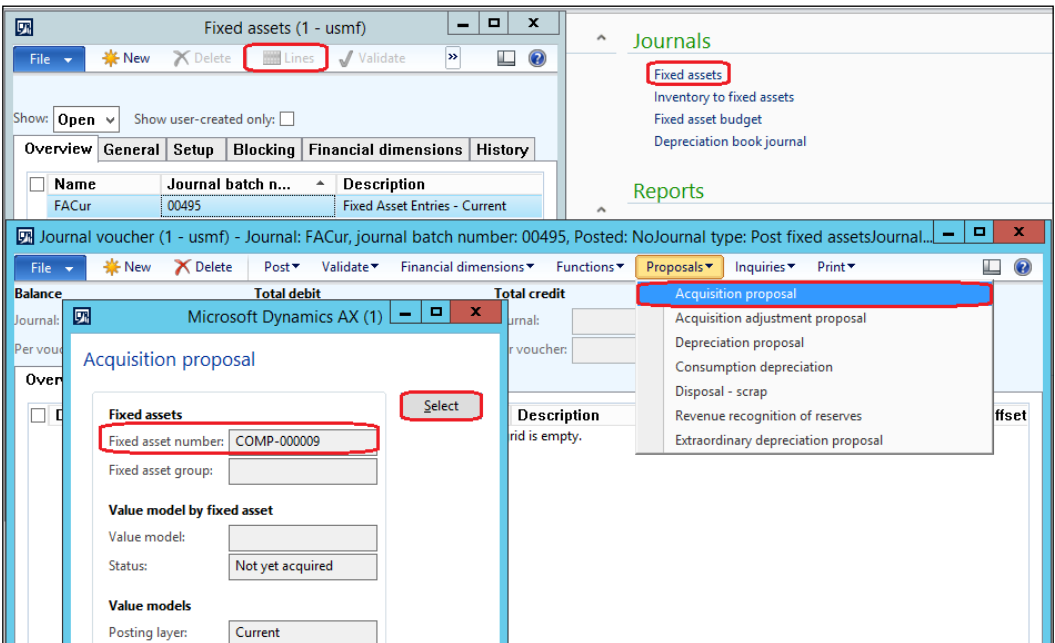 Fixed assets (1 - usmf)
File New Delete Lines Validate »
Show: Open Show user-created only:
Overview General Setup Blocking Financial dimensions History
Name Journal batch n... Description
FACur 00495 Fixed Asset Entries - Current
Journals
Fixed assets
Inventory to fixed assets
Fixed asset budget
Depreciation book journal
Reports
Journal voucher (1 - usmf) - Journal: FACur, journal batch number: 00495, Posted: NoJournal type: Post fixed assetsJournal...
File New Delete Post Validate Financial dimensions Functions Proposals Inquiries Print
Balance Total debit Total credit
Journal: urnal:
Per vouc r voucher:
Over
D Description ffset
rid is empty.
Acquisition proposal
Acquisition adjustment proposal
Depreciation proposal
Consumption depreciation
Disposal - scrap
Revenue recognition of reserves
Extraordinary depreciation proposal
Microsoft Dynamics AX (1)
Acquisition proposal
Select
Fixed assets
Fixed asset number: COMP-000009
Fixed asset group:
Value model by fixed asset
Value model:
Status: Not yet acquired
Value models
Posting layer: Current